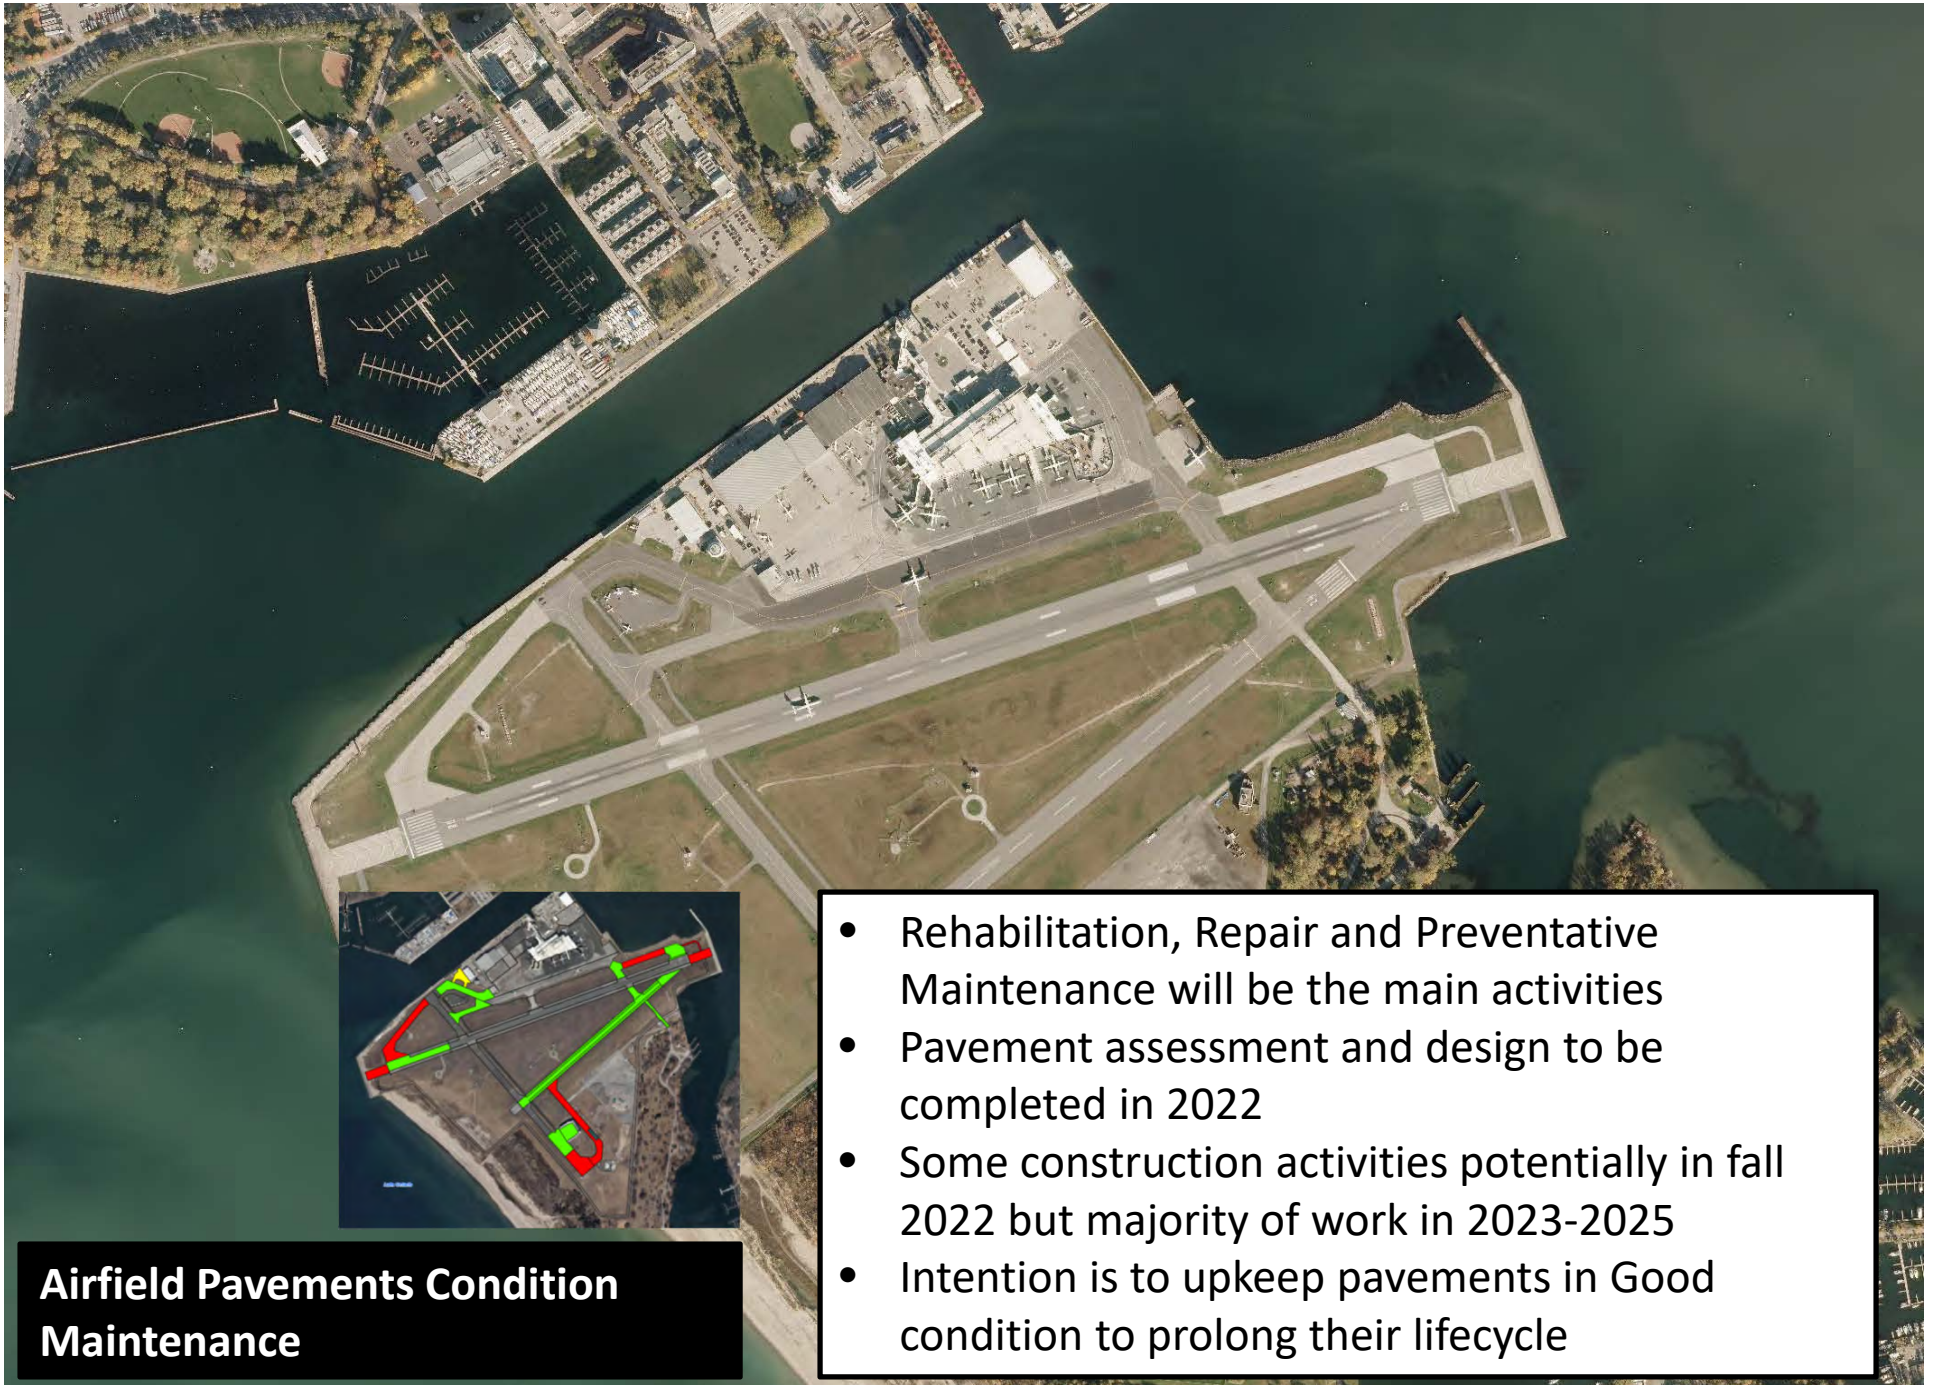 • Rehabilitation, Repair and Preventative
Maintenance will be the main activities
• Pavement assessment and design to be
completed in 2022
• Some construction activities potentially in fall
2022 but majority of work in 2023-2025
• Intention is to upkeep pavements in Good
condition to prolong their lifecycle
Airfield Pavements Condition
Maintenance